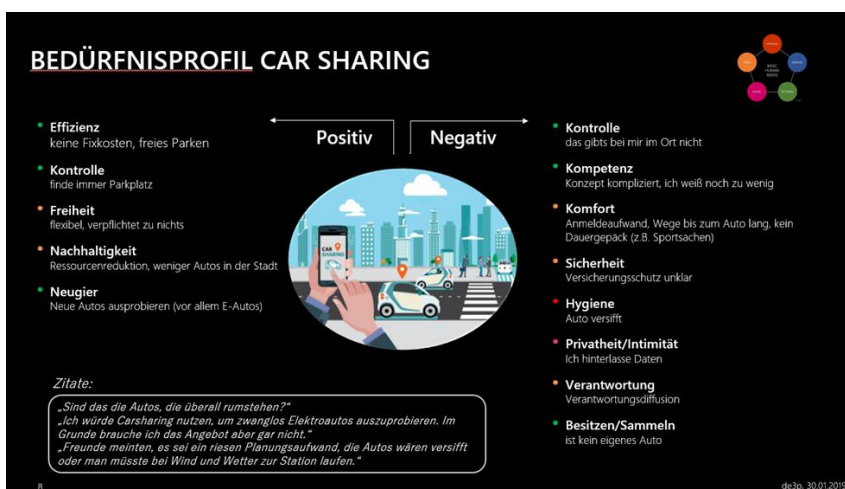 BEDÜRFNISPROFIL CAR SHARING
BASIC
HUMAN
NEEDS
Positiv
Negativ
Effizienz
keine Fixkosten, freies Parken
Kontrolle
finde immer Parkplatz
Freiheit
flexibel, verpflichtet zu nichts
Nachhaltigkeit
Ressourcenreduktion, weniger Autos in der Stadt
Neugier
Neue Autos ausprobieren (vor allem E-Autos)
CAR
SHARING
Kontrolle
das gibts bei mir im Ort nicht
Kompetenz
Konzept kompliziert, ich weiß noch zu wenig
Komfort
Anmeldeaufwand, Wege bis zum Auto lang, kein
Dauergepäck (z.B. Sportsachen)
Sicherheit
Versicherungsschutz unklar
Hygiene
Auto versifft
Privatheit/Intimität
Ich hinterlasse Daten
Verantwortung
Verantwortungsdiffusion
Besitzen/Sammeln
ist kein eigenes Auto
Zitate:
„Sind das die Autos, die überall rumstehen?“
„Ich würde Carsharing nutzen, um zwanglos Elektroautos auszuprobieren. Im
Grunde brauche ich das Angebot aber gar nicht.“
„Freunde meinten, es sei ein riesen Planungsaufwand, die Autos wären versifft
oder man müsste bei Wind und Wetter zur Station laufen.“
8
de3p, 30.01.2019